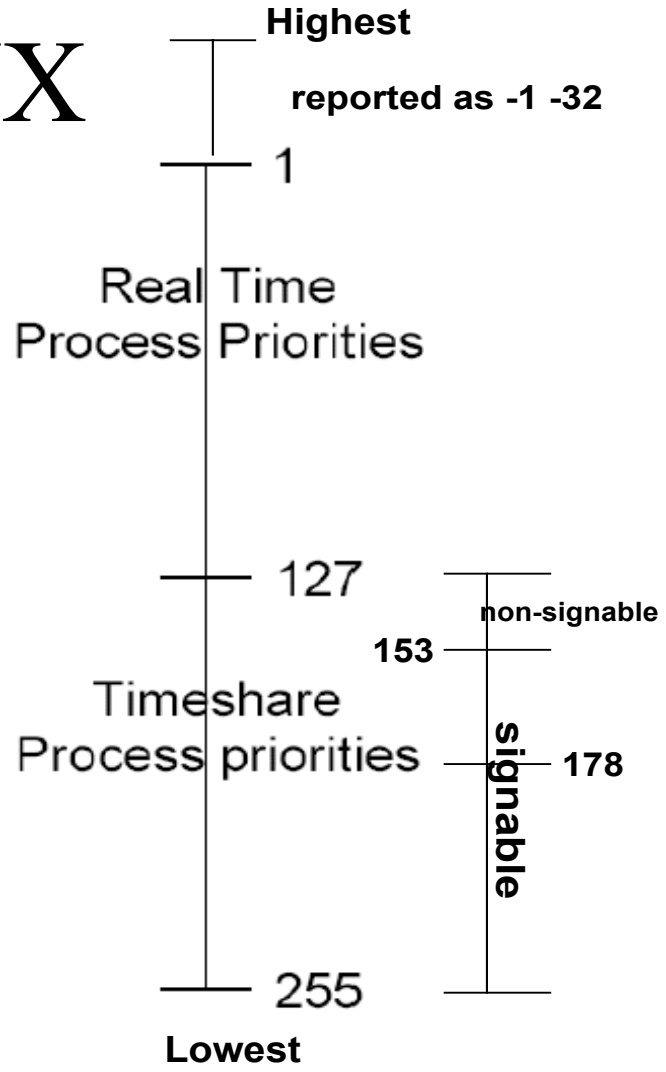 Highest
X
reported as -1 -32
1
Real Time
Process Priorities
127
non-signable
153
Timeshare
Process priorities
signable
178
255
Lowest